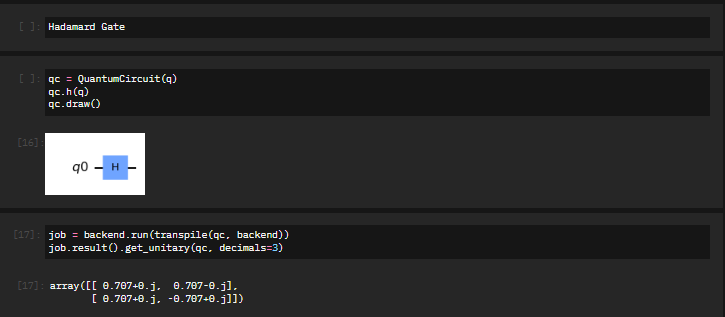 [ ]: Hadamard Gate
[ ]: qc = QuantumCircuit(q)
qc.h(q)
qc.draw()
[16]:
q0 H
[17]: job = backend.run(transpile(qc, backend))
job.result().get_unitary(qc, decimals=3)
[17]: array([[ 0.707+0.j,  0.707-0.j],
[ 0.707+0.j, -0.707+0.j]])